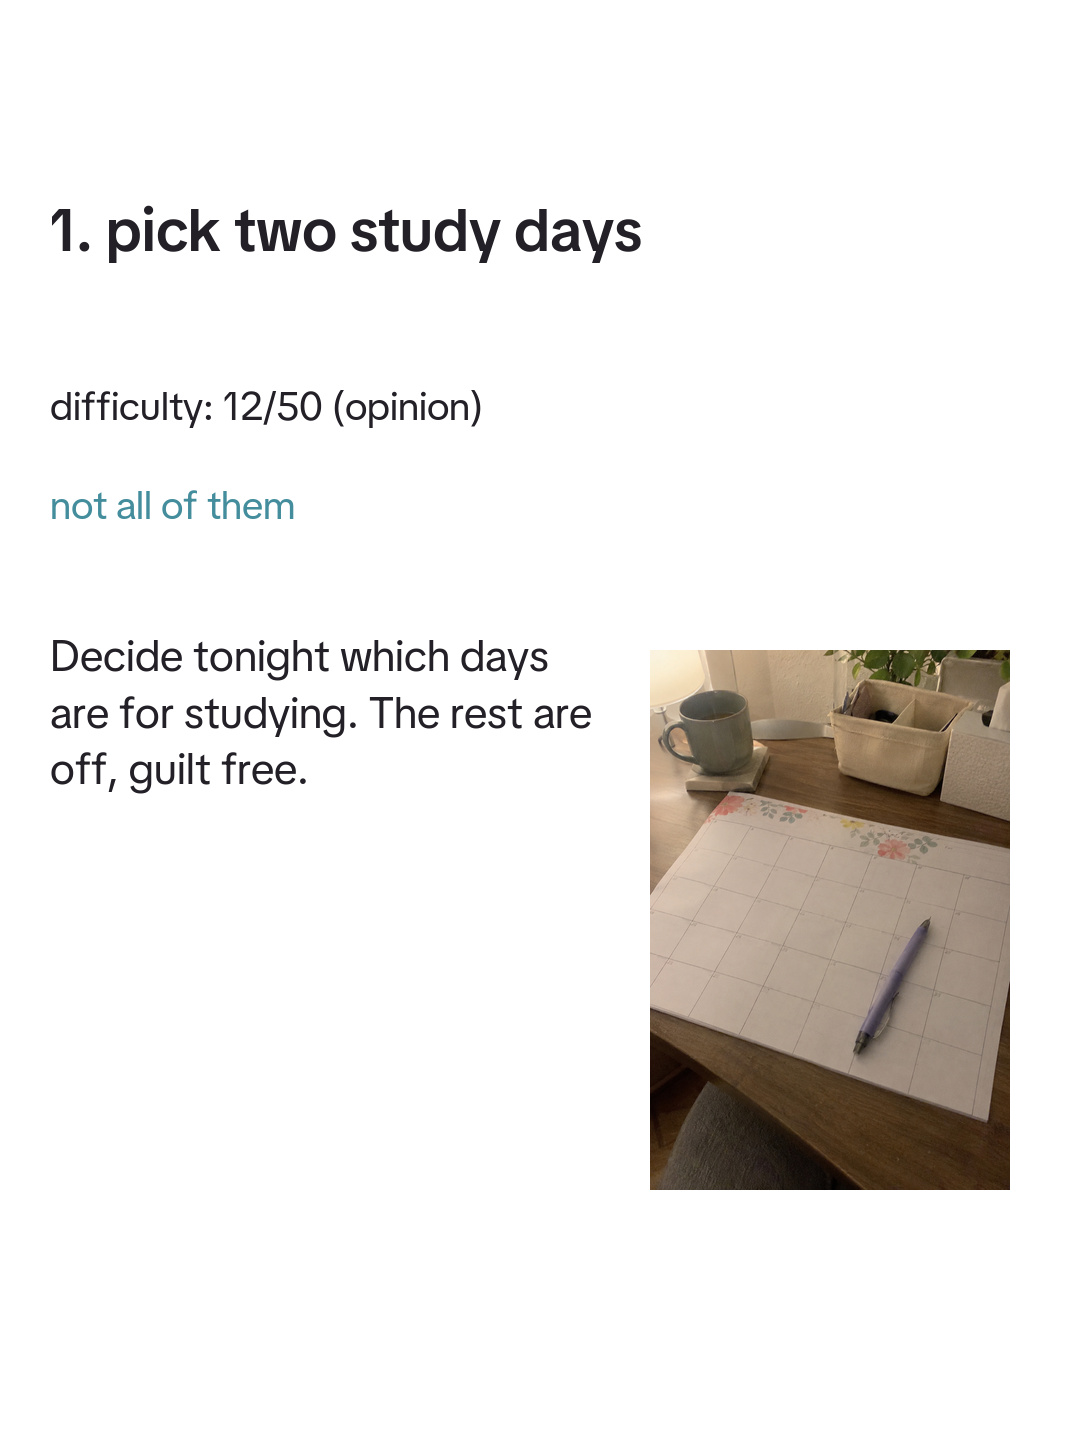 1. pick two study days
difficulty: 12/50 (opinion)
not all of them
Decide tonight which days
are for studying. The rest are
off, guilt free.